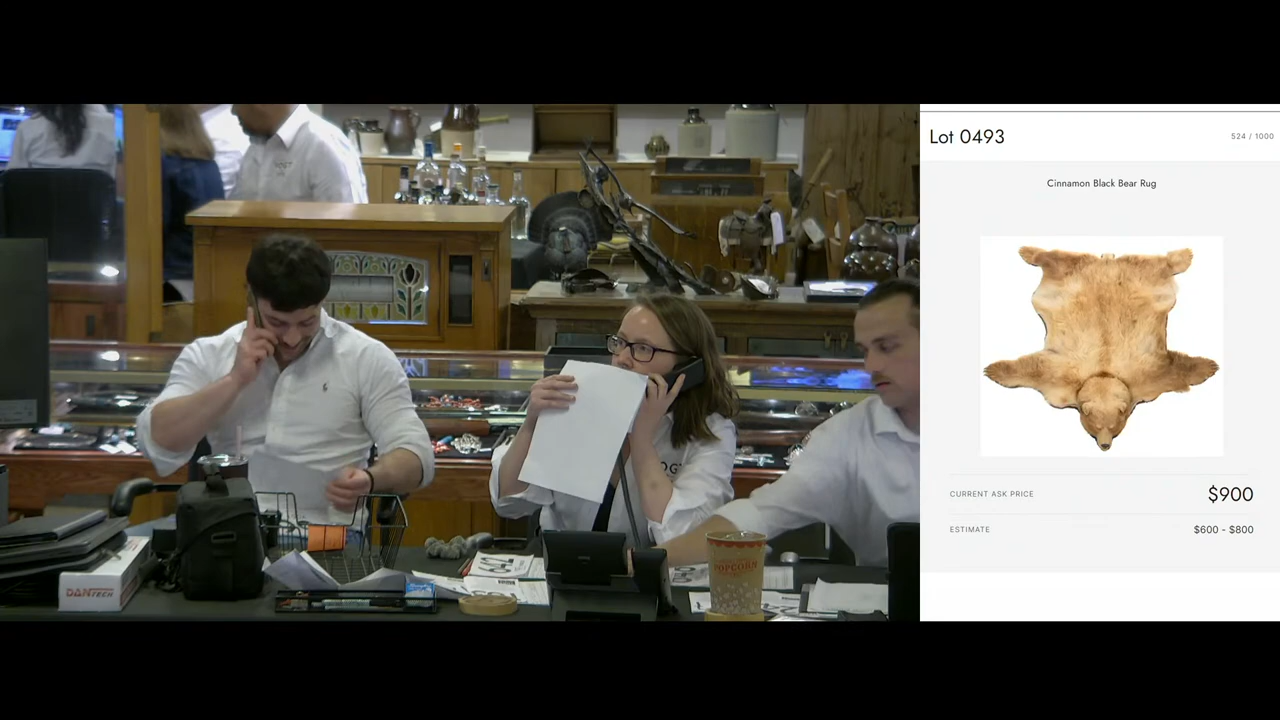 Lot 0493
524 / 1000
Cinnamon Black Bear Rug
CURRENT ASK PRICE
$900
ESTIMATE
$600 - $800
DANTECH
POPCORN